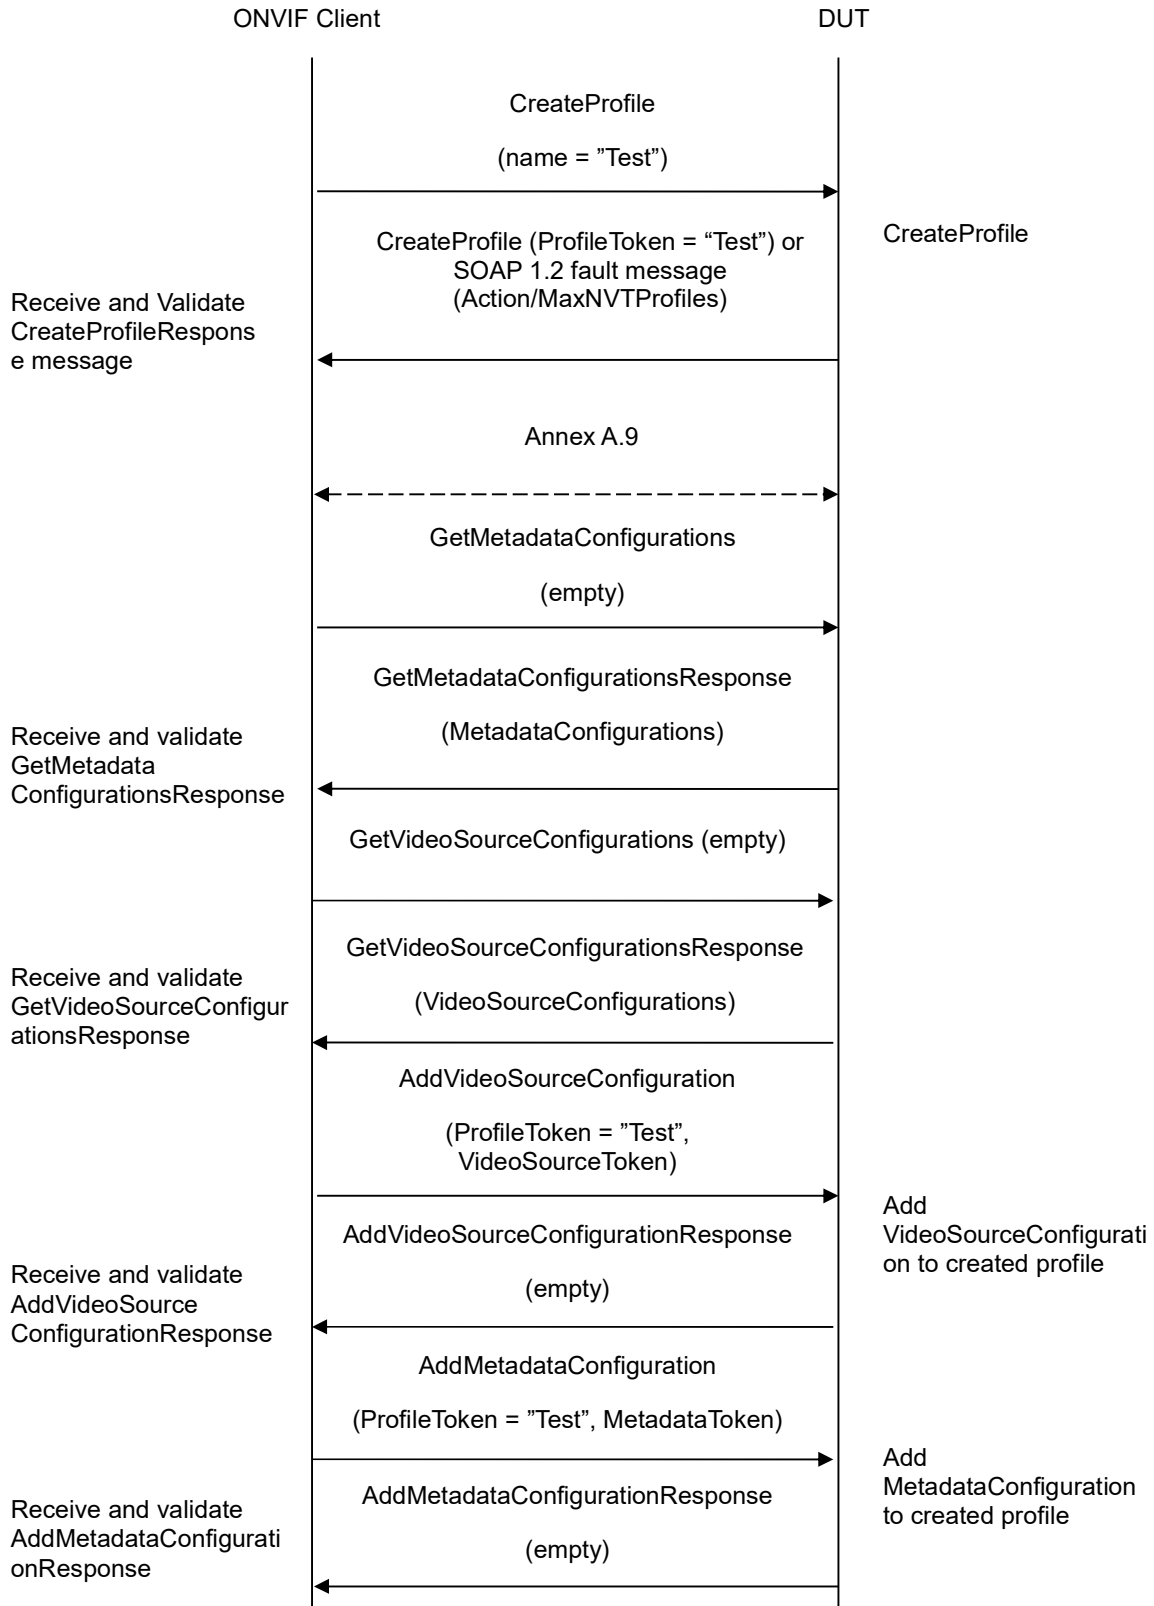 ONVIF Client
DUT
CreateProfile
(name = ”Test”)
CreateProfile
CreateProfile (ProfileToken = “Test”) or
SOAP 1.2 fault message
(Action/MaxNVTProfiles)
Receive and Validate
CreateProfileRespons
e message
Annex A.9
GetMetadataConfigurations
(empty)
GetMetadataConfigurationsResponse
(MetadataConfigurations)
Receive and validate
GetMetadata
ConfigurationsResponse
GetVideoSourceConfigurations (empty)
GetVideoSourceConfigurationsResponse
(VideoSourceConfigurations)
Receive and validate
GetVideoSourceConfigur
ationsResponse
AddVideoSourceConfiguration
(ProfileToken = ”Test”,
VideoSourceToken)
Add
VideoSourceConfigurati
on to created profile
AddVideoSourceConfigurationResponse
(empty)
Receive and validate
AddVideoSource
ConfigurationResponse
AddMetadataConfiguration
(ProfileToken = ”Test”, MetadataToken)
Add
MetadataConfiguration
to created profile
AddMetadataConfigurationResponse
(empty)
Receive and validate
AddMetadataConfigurati
onResponse